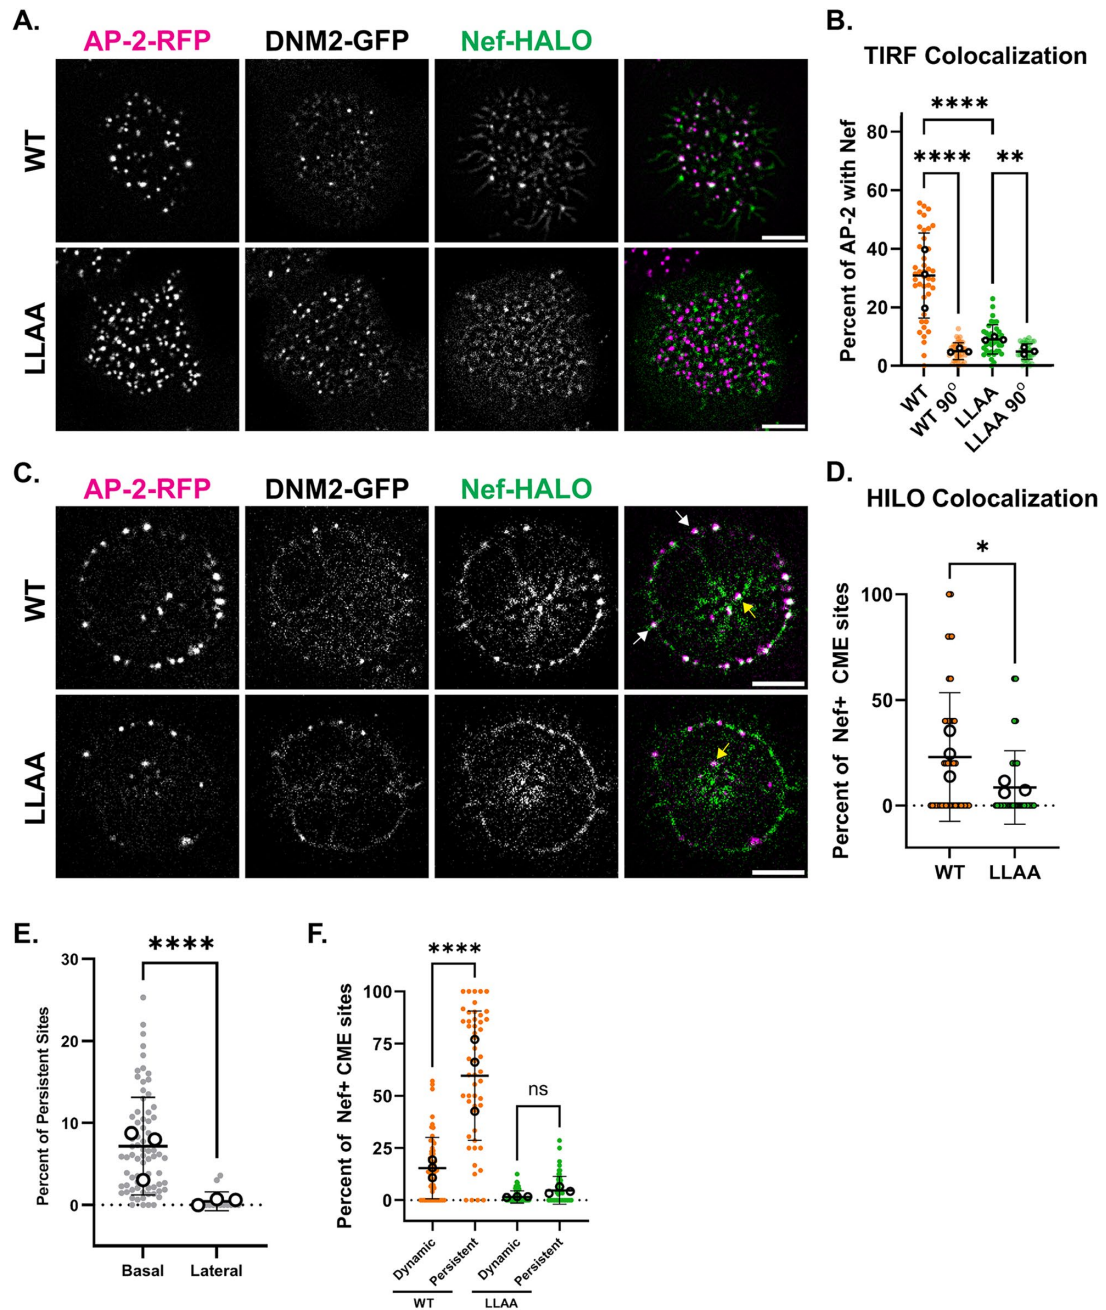 A.
AP-2-RFP DNM2-GFP Nef-HALO
WT
LLAA
B.
TIRF Colocalization
Percent of AP-2 with Nef
80
60
40
20
0
****
**** **
WT
WT 90°
LLAA
LLAA 90°
C.
AP-2-RFP DNM2-GFP Nef-HALO
WT
LLAA
D.
HILO Colocalization
Percent of Nef+ CME sites
*
100
50
0
WT LLAA
E.
Percent of Persistent Sites
****
30
20
10
0
Basal Lateral
F.
Percent of Nef+ CME sites
****
ns
100
75
50
25
0
Dynamic
Persistent
Dynamic
Persistent
WT LLAA